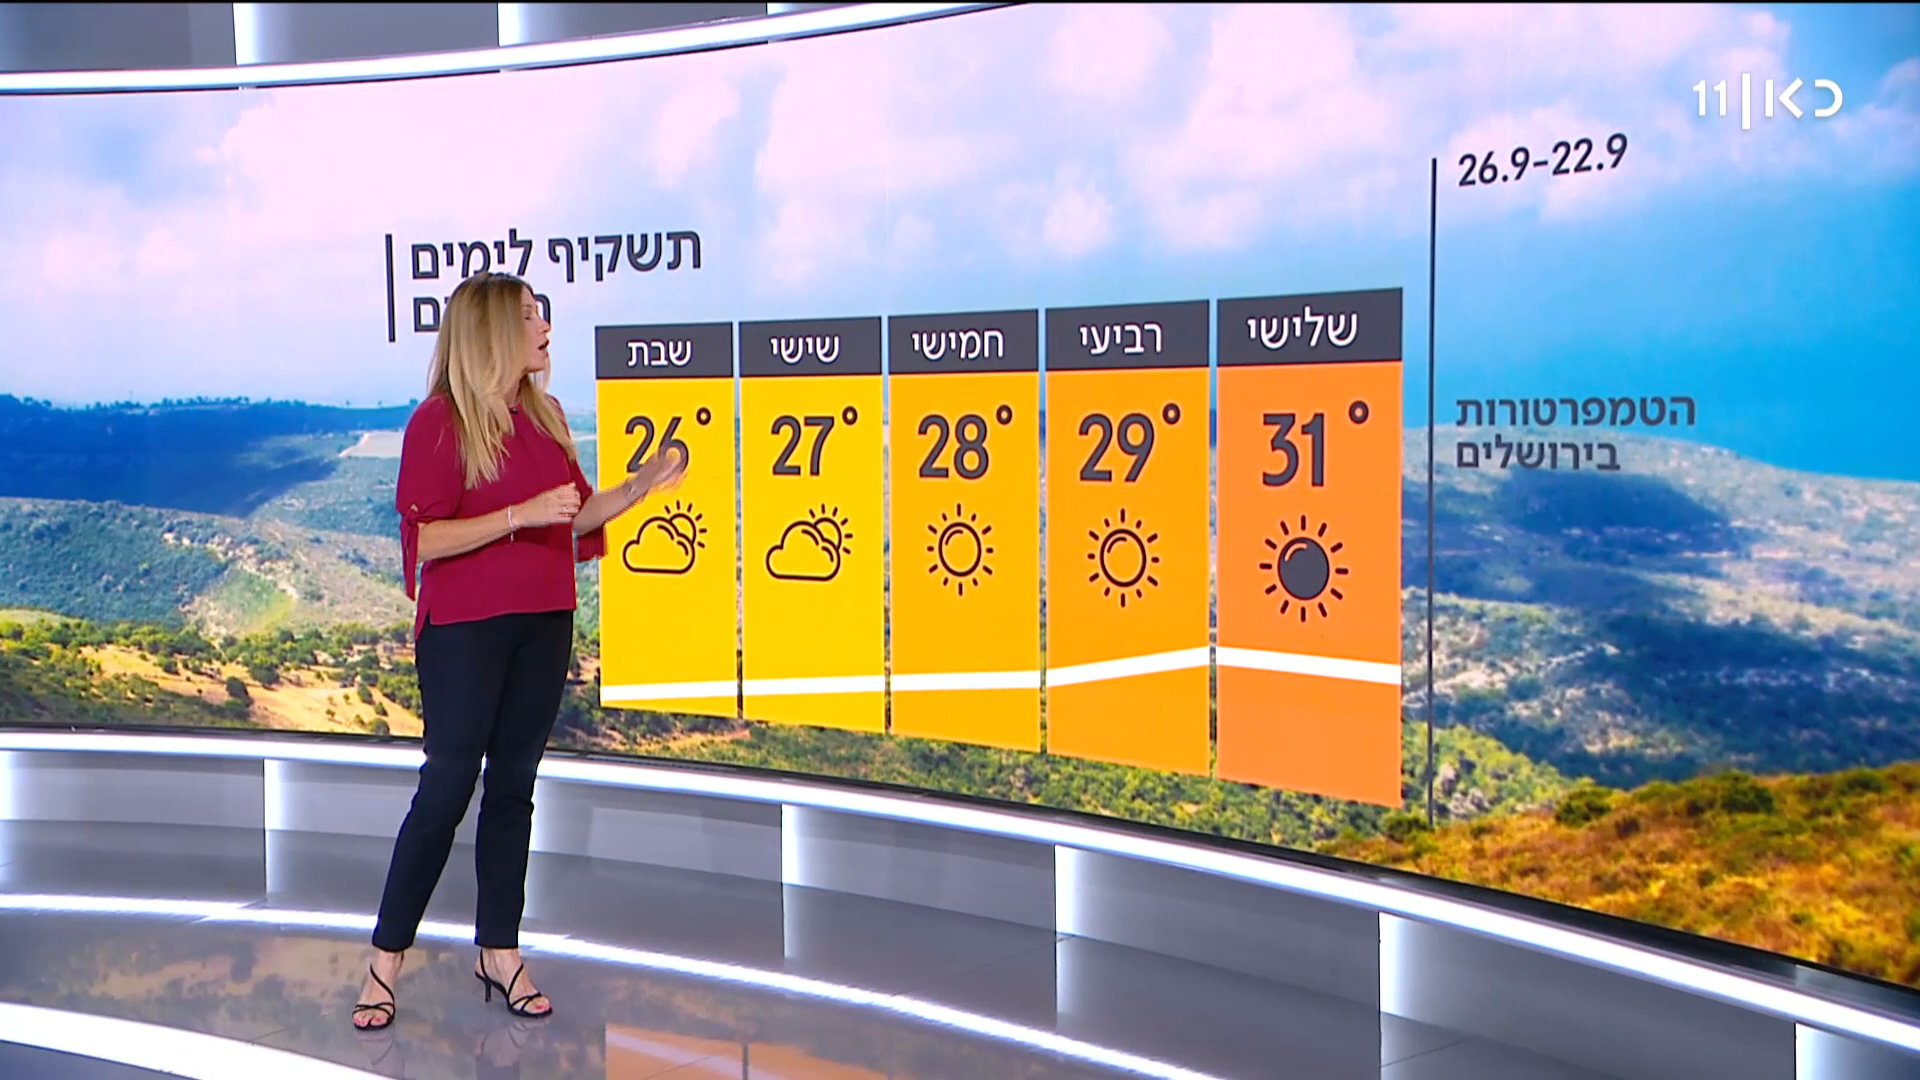 כאן 11
26.9-22.9
תשקיף לימים
הטמפרטורות
בירושלים
שלישי
רביעי
חמישי
שישי
שבת
31°
29°
28°
27°
26°